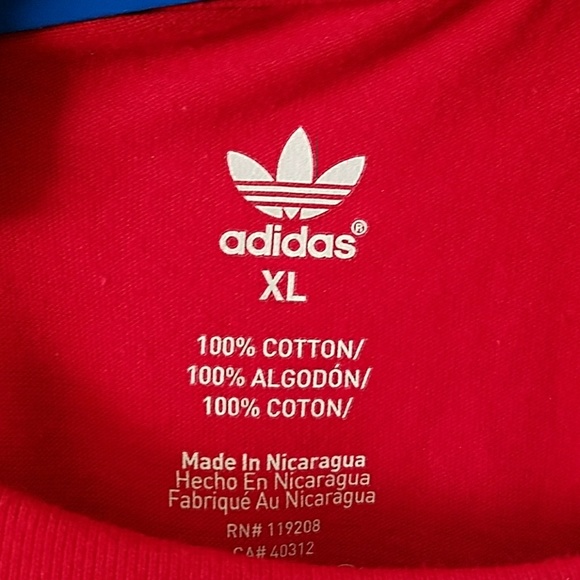 adidas®
XL
100% COTTON/
100% ALGODÓN/
100% COTON/
Made In Nicaragua
Hecho En Nicaragua
Fabriqué Au Nicaragua
RN# 119208
CA# 40312